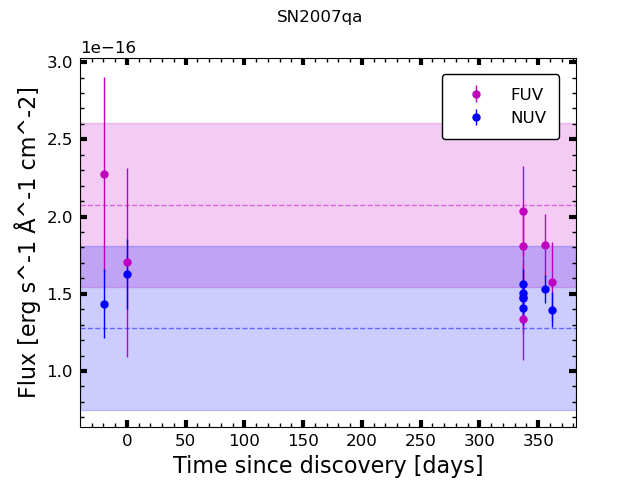 SN2007qa
1e−16
3.0
2.5
2.0
1.5
1.0
Flux [erg s^-1 Å^-1 cm^-2]
FUV
NUV
0
50
100
150
200
250
300
350
Time since discovery [days]